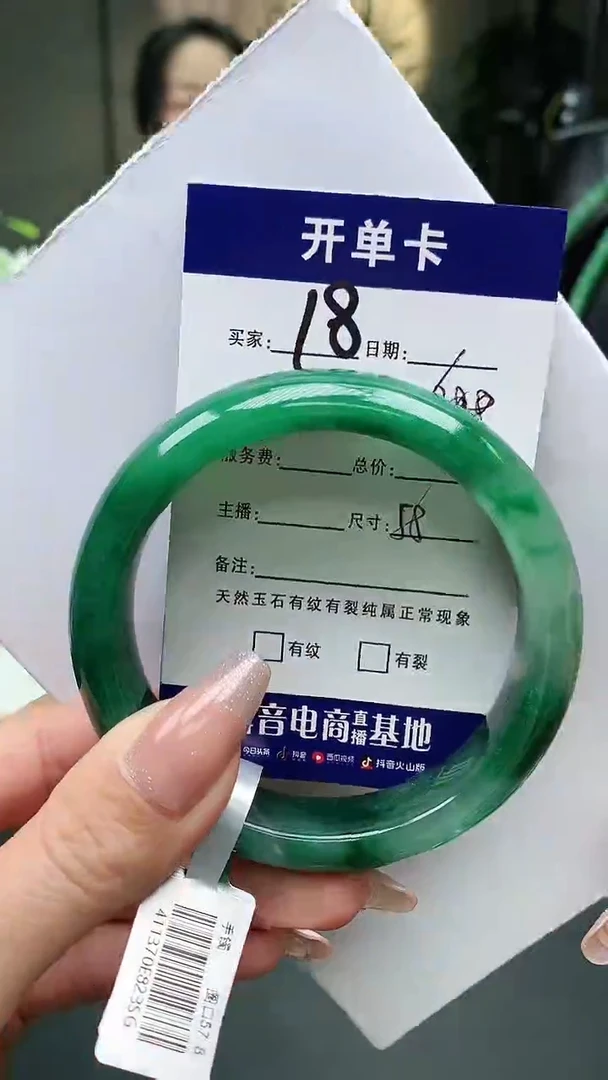 开单卡
买家: 18 日期:
服务费: 总价:
主播: 尺寸: 58
备注:
天然玉石有纹有裂纯属正常现象
有纹 有裂
音电商直播基地
今日头条 抖音 西瓜视频 抖音火山版
手镯 圈口57.8